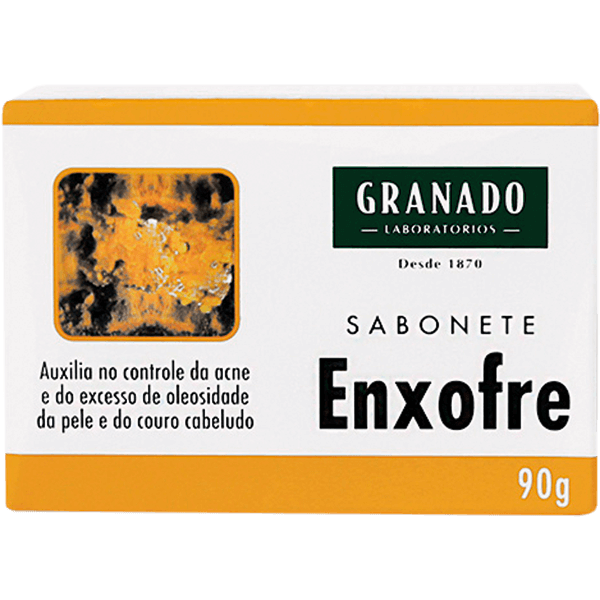 GRANADO
LABORATORIOS
Desde 1870
SABONETE
Enxofre
Auxilia no controle da acne
e do excesso de oleosidade
da pele e do couro cabeludo
90g